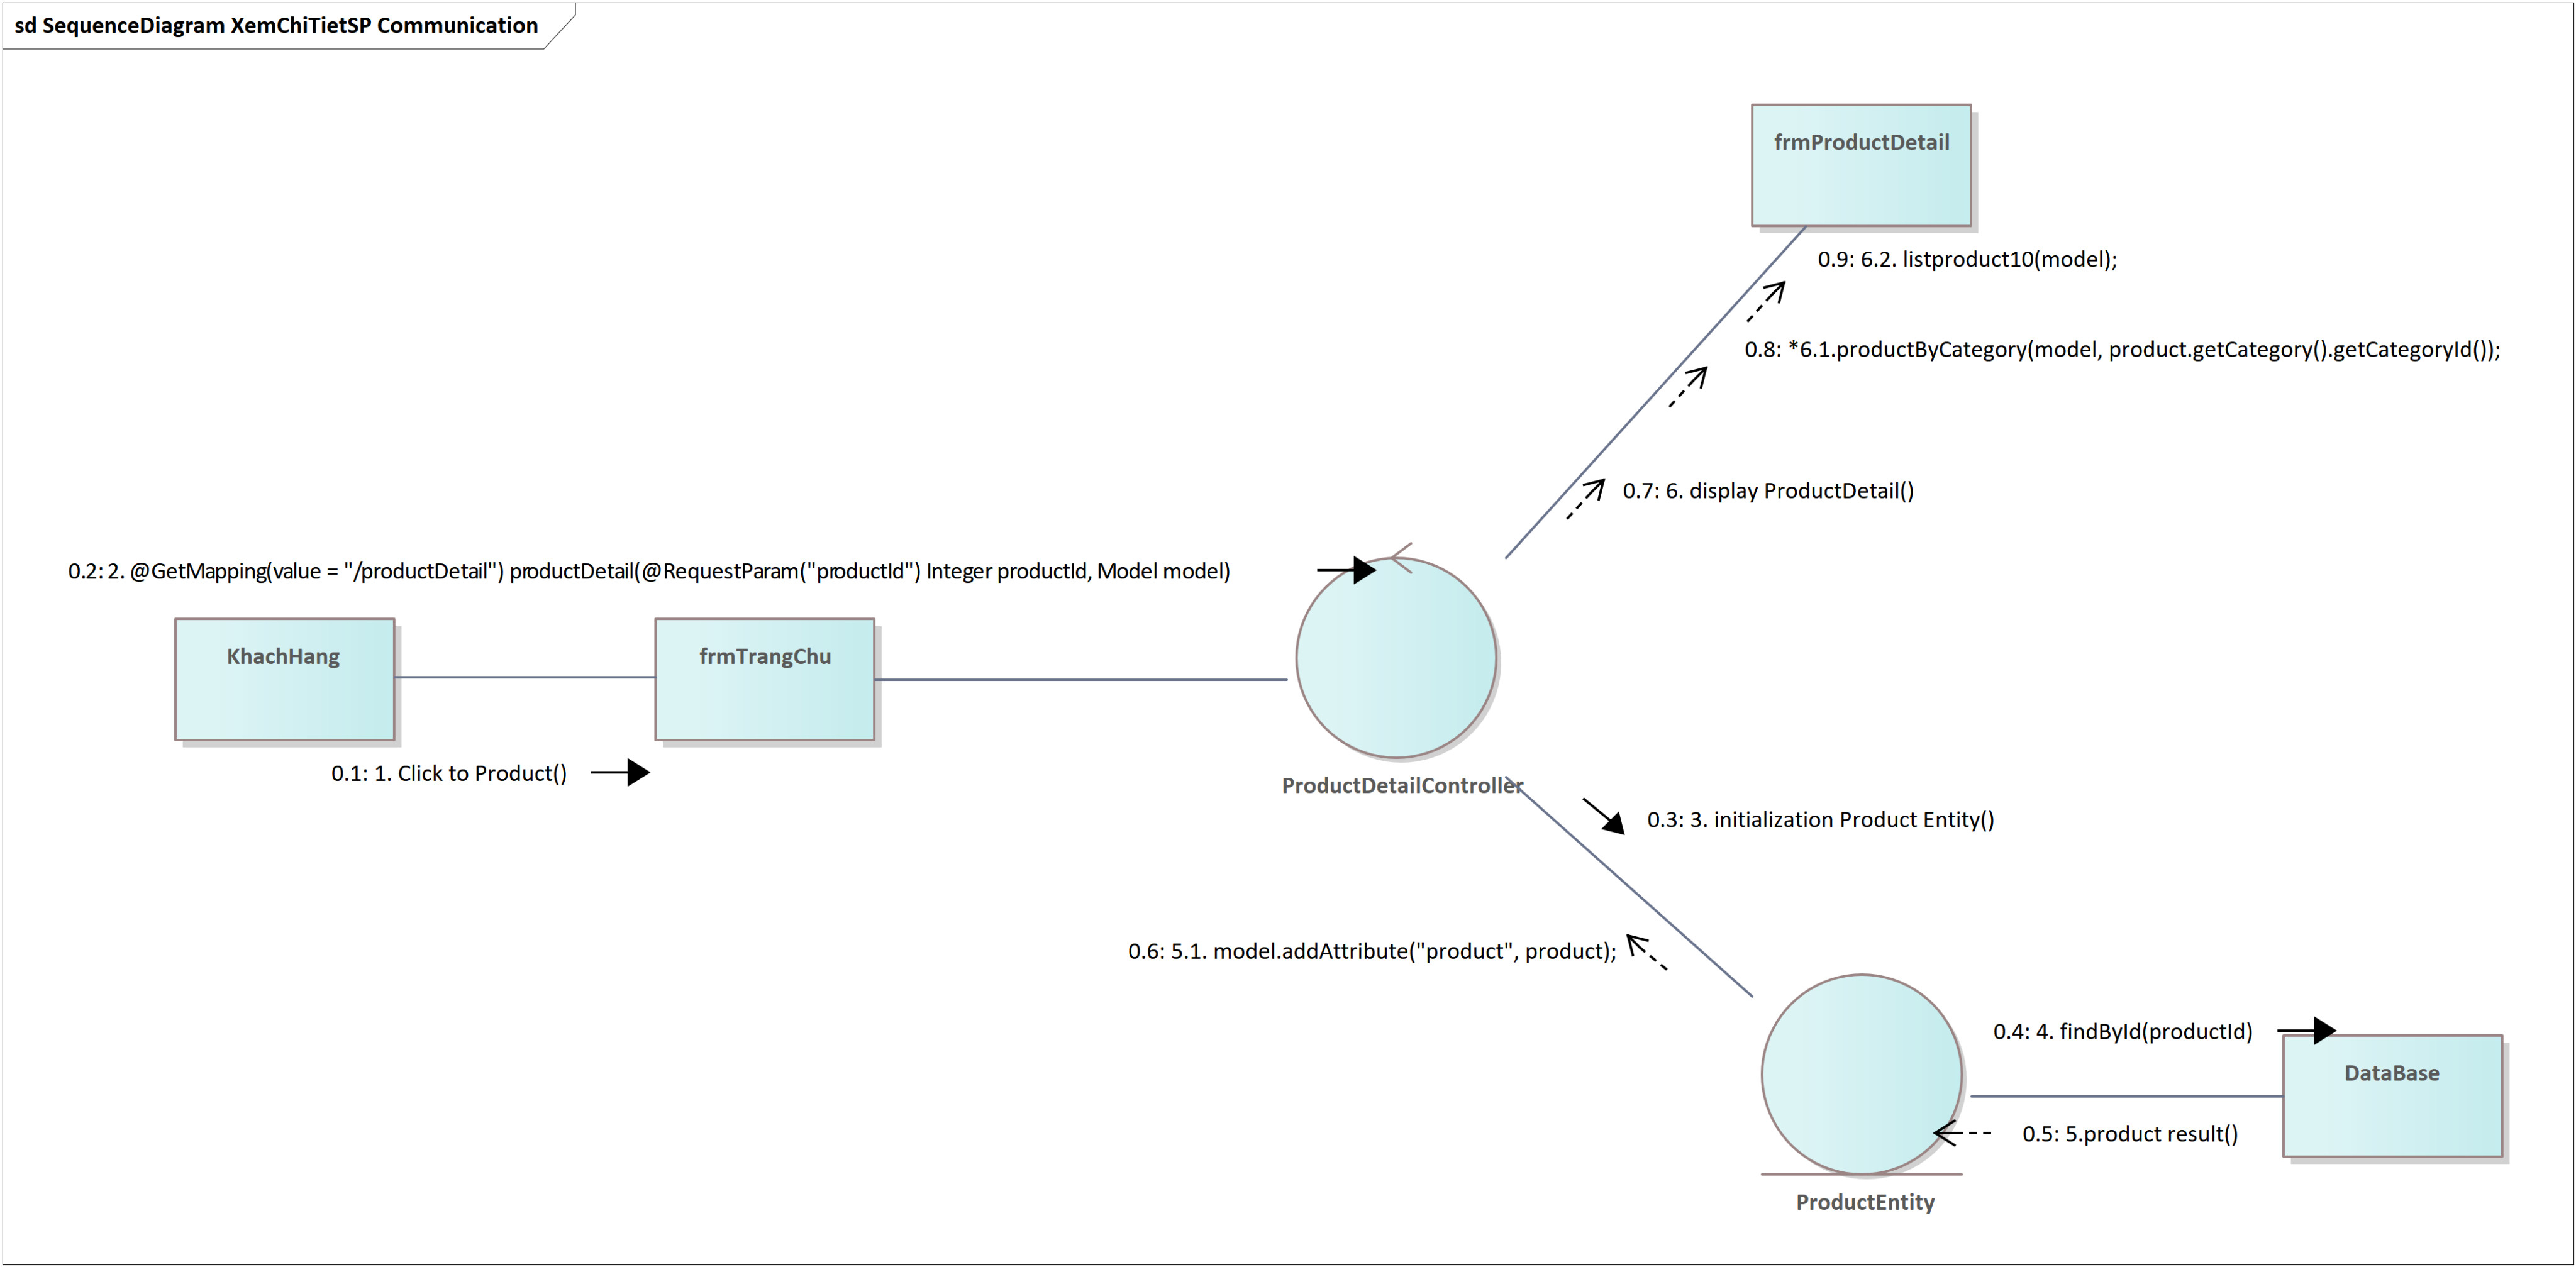 sd SequenceDiagram XemChiTietSP Communication
frmProductDetail
0.9: 6.2. listproduct10(model);
0.8: *6.1.productByCategory(model, product.getCategory().getCategoryId());
0.7: 6. display ProductDetail()
0.2: 2. @GetMapping(value = "/productDetail") productDetail(@RequestParam("productId") Integer productId, Model model)
KhachHang
frmTrangChu
0.1: 1. Click to Product()
ProductDetailController
0.3: 3. initialization Product Entity()
0.6: 5.1. model.addAttribute("product", product);
0.4: 4. findById(productId)
DataBase
0.5: 5.product result()
ProductEntity